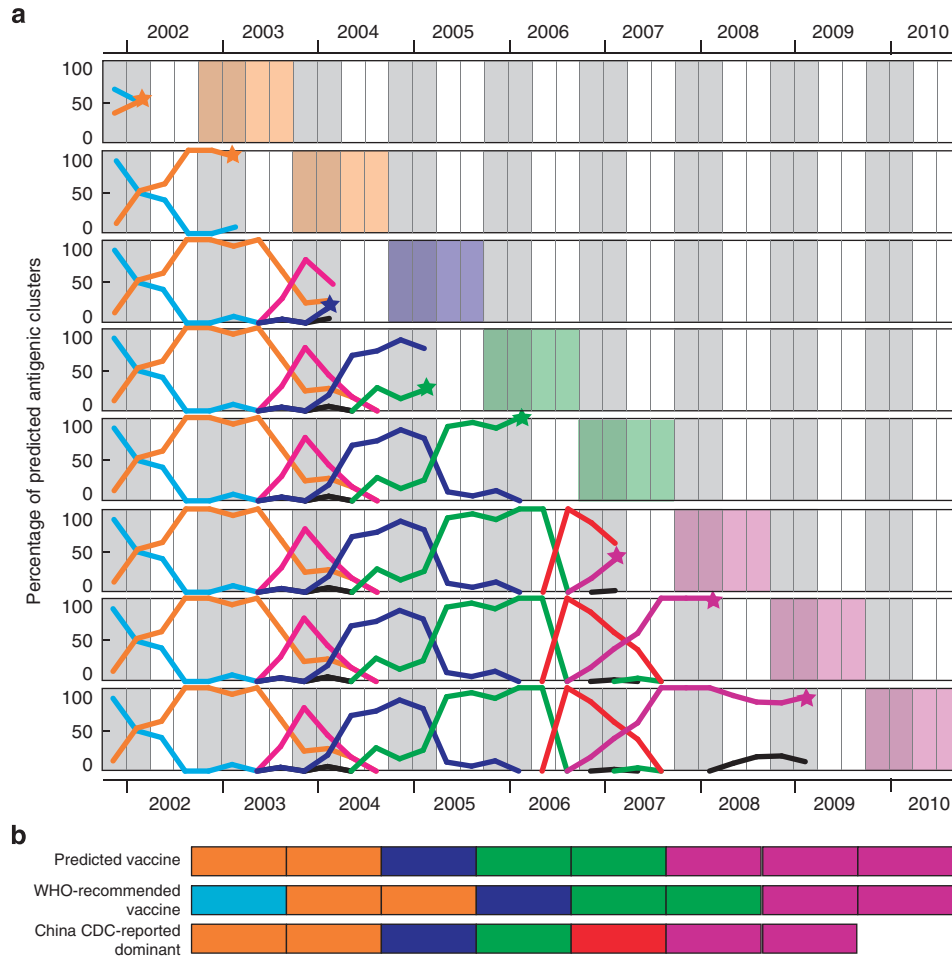 a
2002 2003 2004 2005 2006 2007 2008 2009 2010
Percentage of predicted antigenic clusters
100
50
0
100
50
0
100
50
0
100
50
0
100
50
0
100
50
0
100
50
0
100
50
0
2002 2003 2004 2005 2006 2007 2008 2009 2010
b
Predicted vaccine
WHO-recommended
vaccine
China CDC-reported
dominant